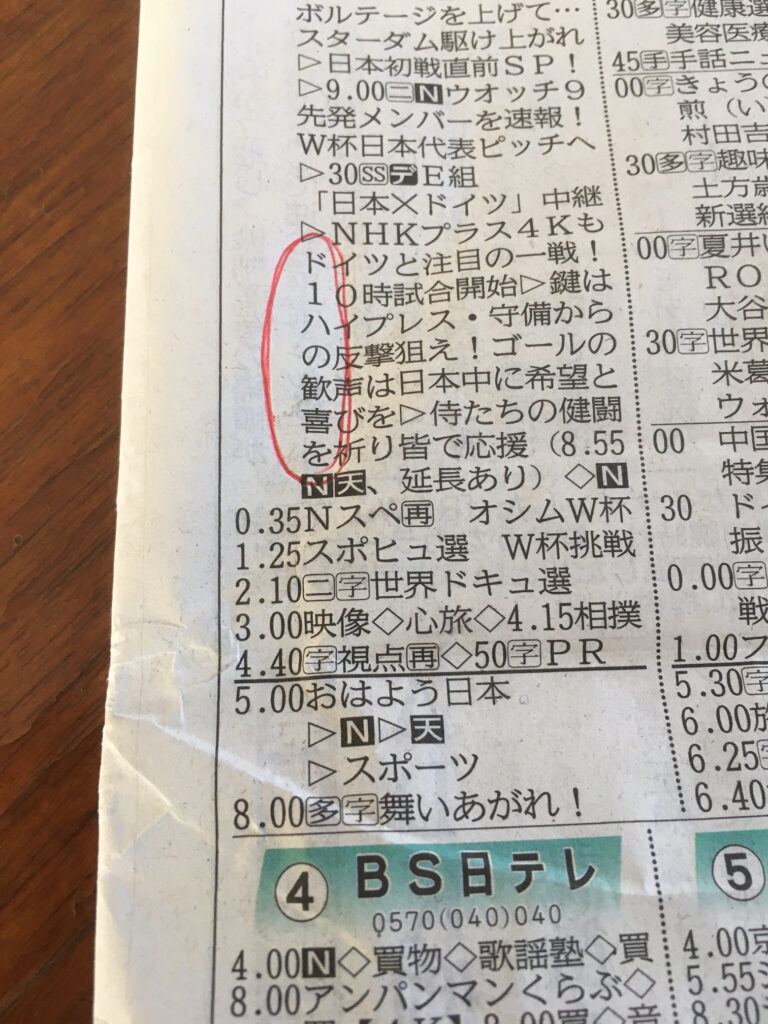 ボルテージを上げて…
スターダム駆け上がれ
▷日本初戦直前ＳＰ！
▷9.00二Nウオッチ９
先発メンバーを速報！
Ｗ杯日本代表ピッチへ
▷30SSデＥ組
「日本×ドイツ」中継
▷ＮＨＫプラス４Ｋも
ドイツと注目の一戦！
１０時試合開始▷鍵は
ハイプレス・守備から
の反撃狙え！ゴールの
歓声は日本中に希望と
喜びを▷侍たちの健闘
を祈り皆で応援（8.55
N天、延長あり）◇N
0.35Ｎスペ再　オシムＷ杯
1.25スポヒュ選　Ｗ杯挑戦
2.10二字世界ドキュ選
3.00映像◇心旅◇4.15相撲
4.40字視点再◇50字ＰＲ
5.00おはよう日本
▷N▷天
▷スポーツ
8.00多字舞いあがれ！
30多字健康選
美容医療
45手手話ニュ
00字きょうの
煎（い
村田吉
30多字趣味
土方歳
新選組
00字夏井い
ＲＯ
大谷
30字世界
米葛
ウォ
00　中国
特集
30　ドイ
振
0.00字
戦
1.00フ
5.30字
6.00旅
6.25字
6.40
④ ＢＳ日テレ
Q570(040)040
4.00N◇買物◇歌謡塾◇買
8.00アンパンマンくらぶ◇
⑤
4.00京
5.55ジ
8.30